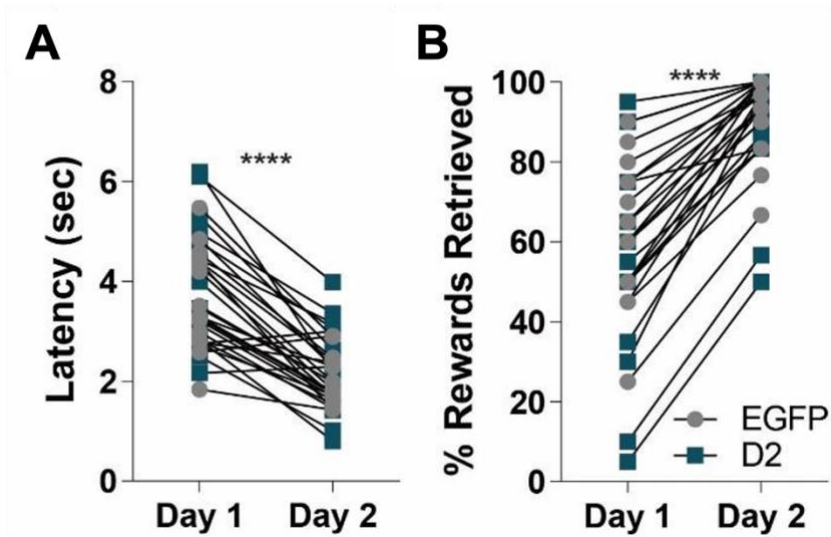 A
Latency (sec)
8
6
4
2
0
****
Day 1 Day 2
B
% Rewards Retrieved
100
80
60
40
20
0
****
EGFP
D2
Day 1 Day 2